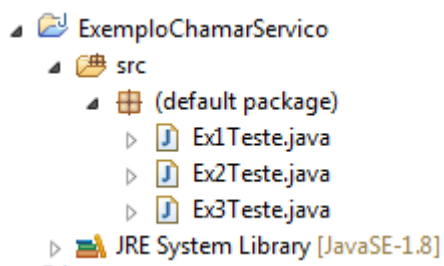 ExemploChamarServico
src
(default package)
Ex1Teste.java
Ex2Teste.java
Ex3Teste.java
JRE System Library [JavaSE-1.8]